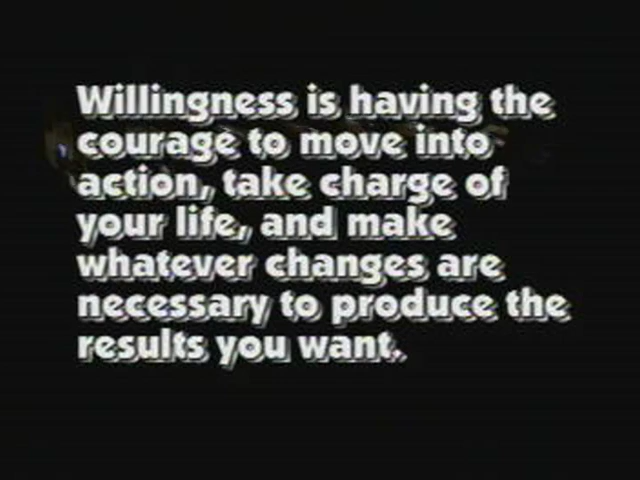 Willingness is having the
courage to move into
action, take charge of
your life, and make
whatever changes are
necessary to produce the
results you want.